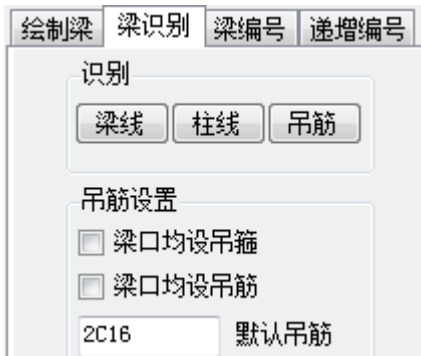 绘制梁 梁识别 梁编号 递增编号
识别
梁线 柱线 吊筋
吊筋设置
梁口均设吊箍
梁口均设吊筋
2C16 默认吊筋